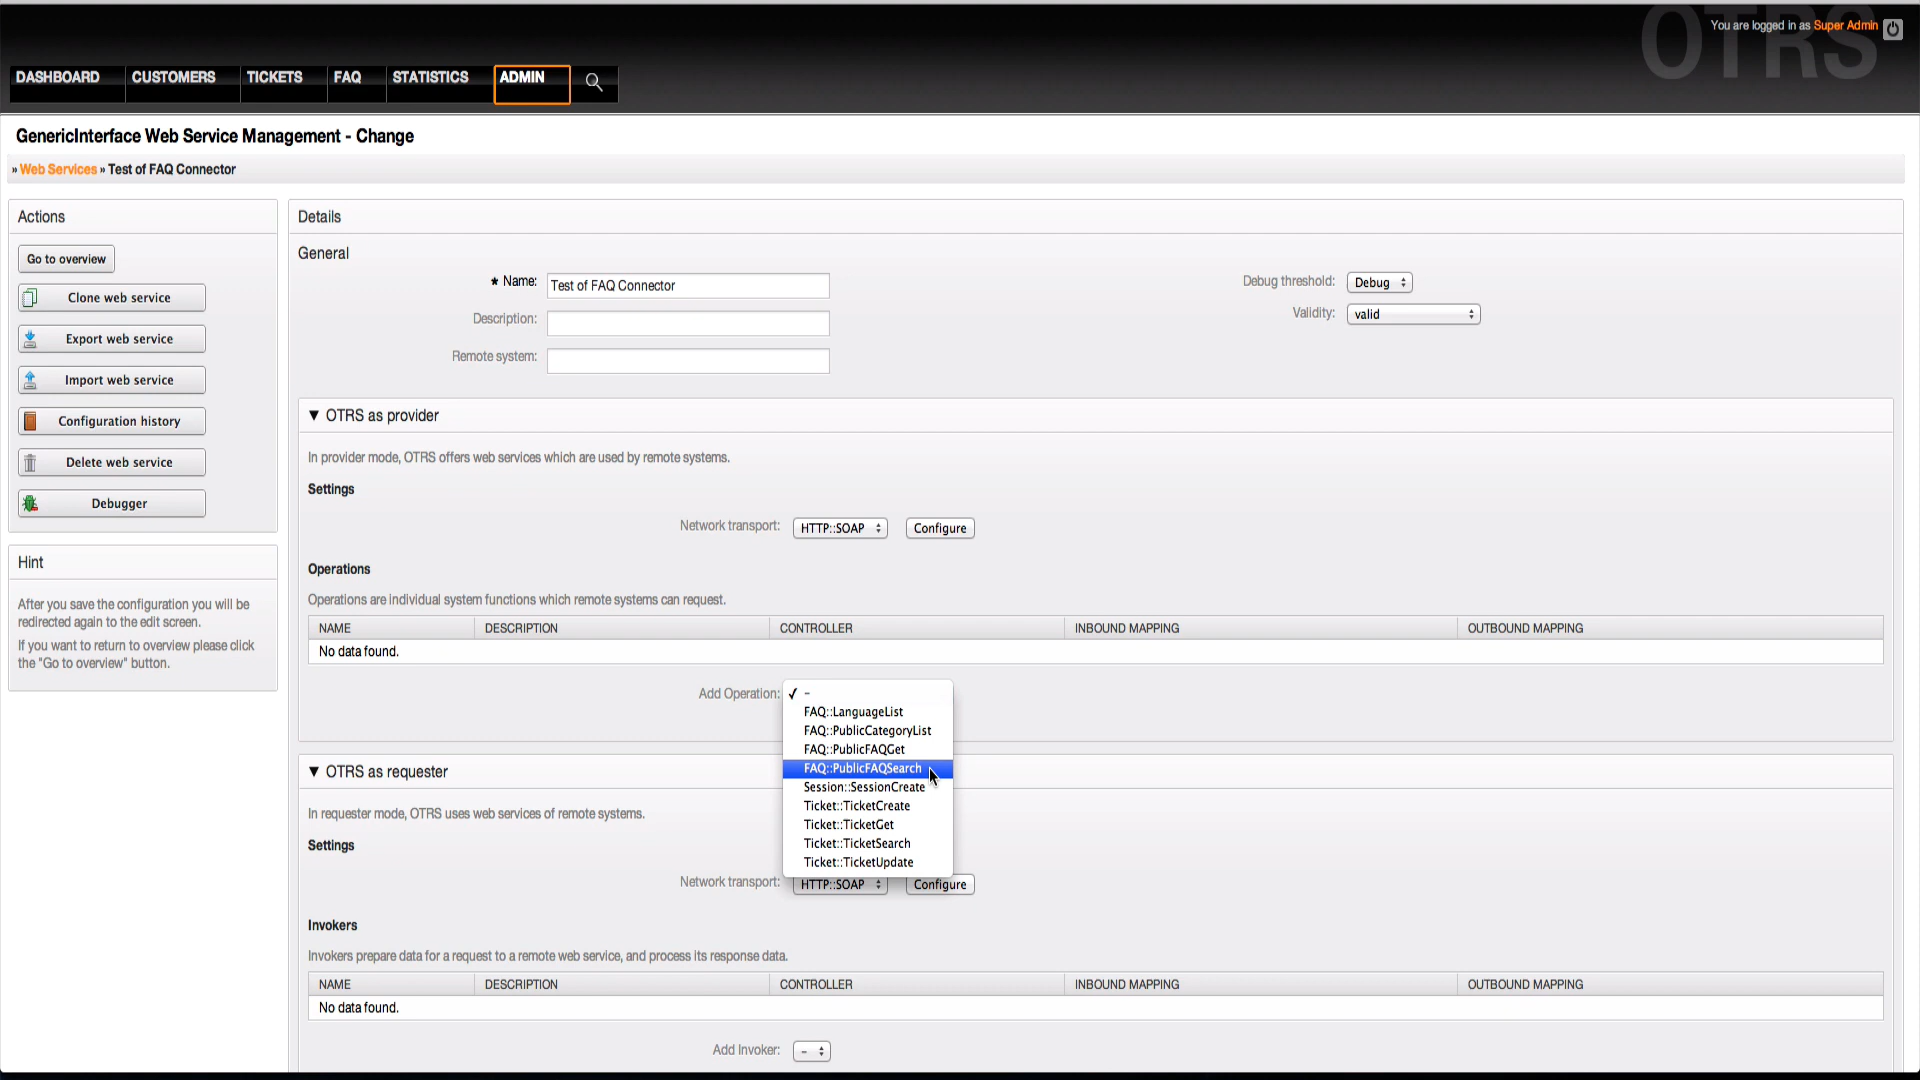 OTRS
You are logged in as Super Admin
DASHBOARD CUSTOMERS TICKETS FAQ STATISTICS ADMIN
GenericInterface Web Service Management - Change
» Web Services » Test of FAQ Connector
Actions
Go to overview
Clone web service
Export web service
Import web service
Configuration history
Delete web service
Debugger
Hint
After you save the configuration you will be
redirected again to the edit screen.
If you want to return to overview please click
the "Go to overview" button.
Details
General
* Name: Test of FAQ Connector
Description:
Remote system:
Debug threshold: Debug
Validity: valid
▼ OTRS as provider
In provider mode, OTRS offers web services which are used by remote systems.
Settings
Network transport: HTTP::SOAP Configure
Operations
Operations are individual system functions which remote systems can request.
NAME DESCRIPTION CONTROLLER INBOUND MAPPING OUTBOUND MAPPING
No data found.
Add Operation: ✓ -
FAQ::LanguageList
FAQ::PublicCategoryList
FAQ::PublicFAQGet
FAQ::PublicFAQSearch
Session::SessionCreate
Ticket::TicketCreate
Ticket::TicketGet
Ticket::TicketSearch
Ticket::TicketUpdate
▼ OTRS as requester
In requester mode, OTRS uses web services of remote systems.
Settings
Network transport: HTTP::SOAP Configure
Invokers
Invokers prepare data for a request to a remote web service, and process its response data.
NAME DESCRIPTION CONTROLLER INBOUND MAPPING OUTBOUND MAPPING
No data found.
Add Invoker: -